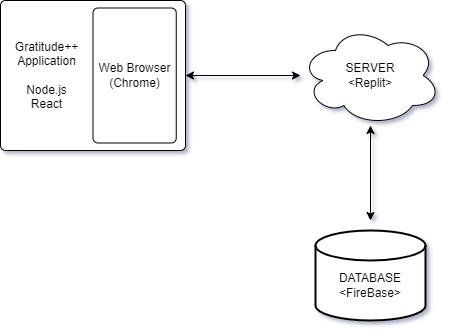 Gratitude++
Application
Node.js
React
Web Browser
(Chrome)
SERVER
<Replit>
DATABASE
<FireBase>